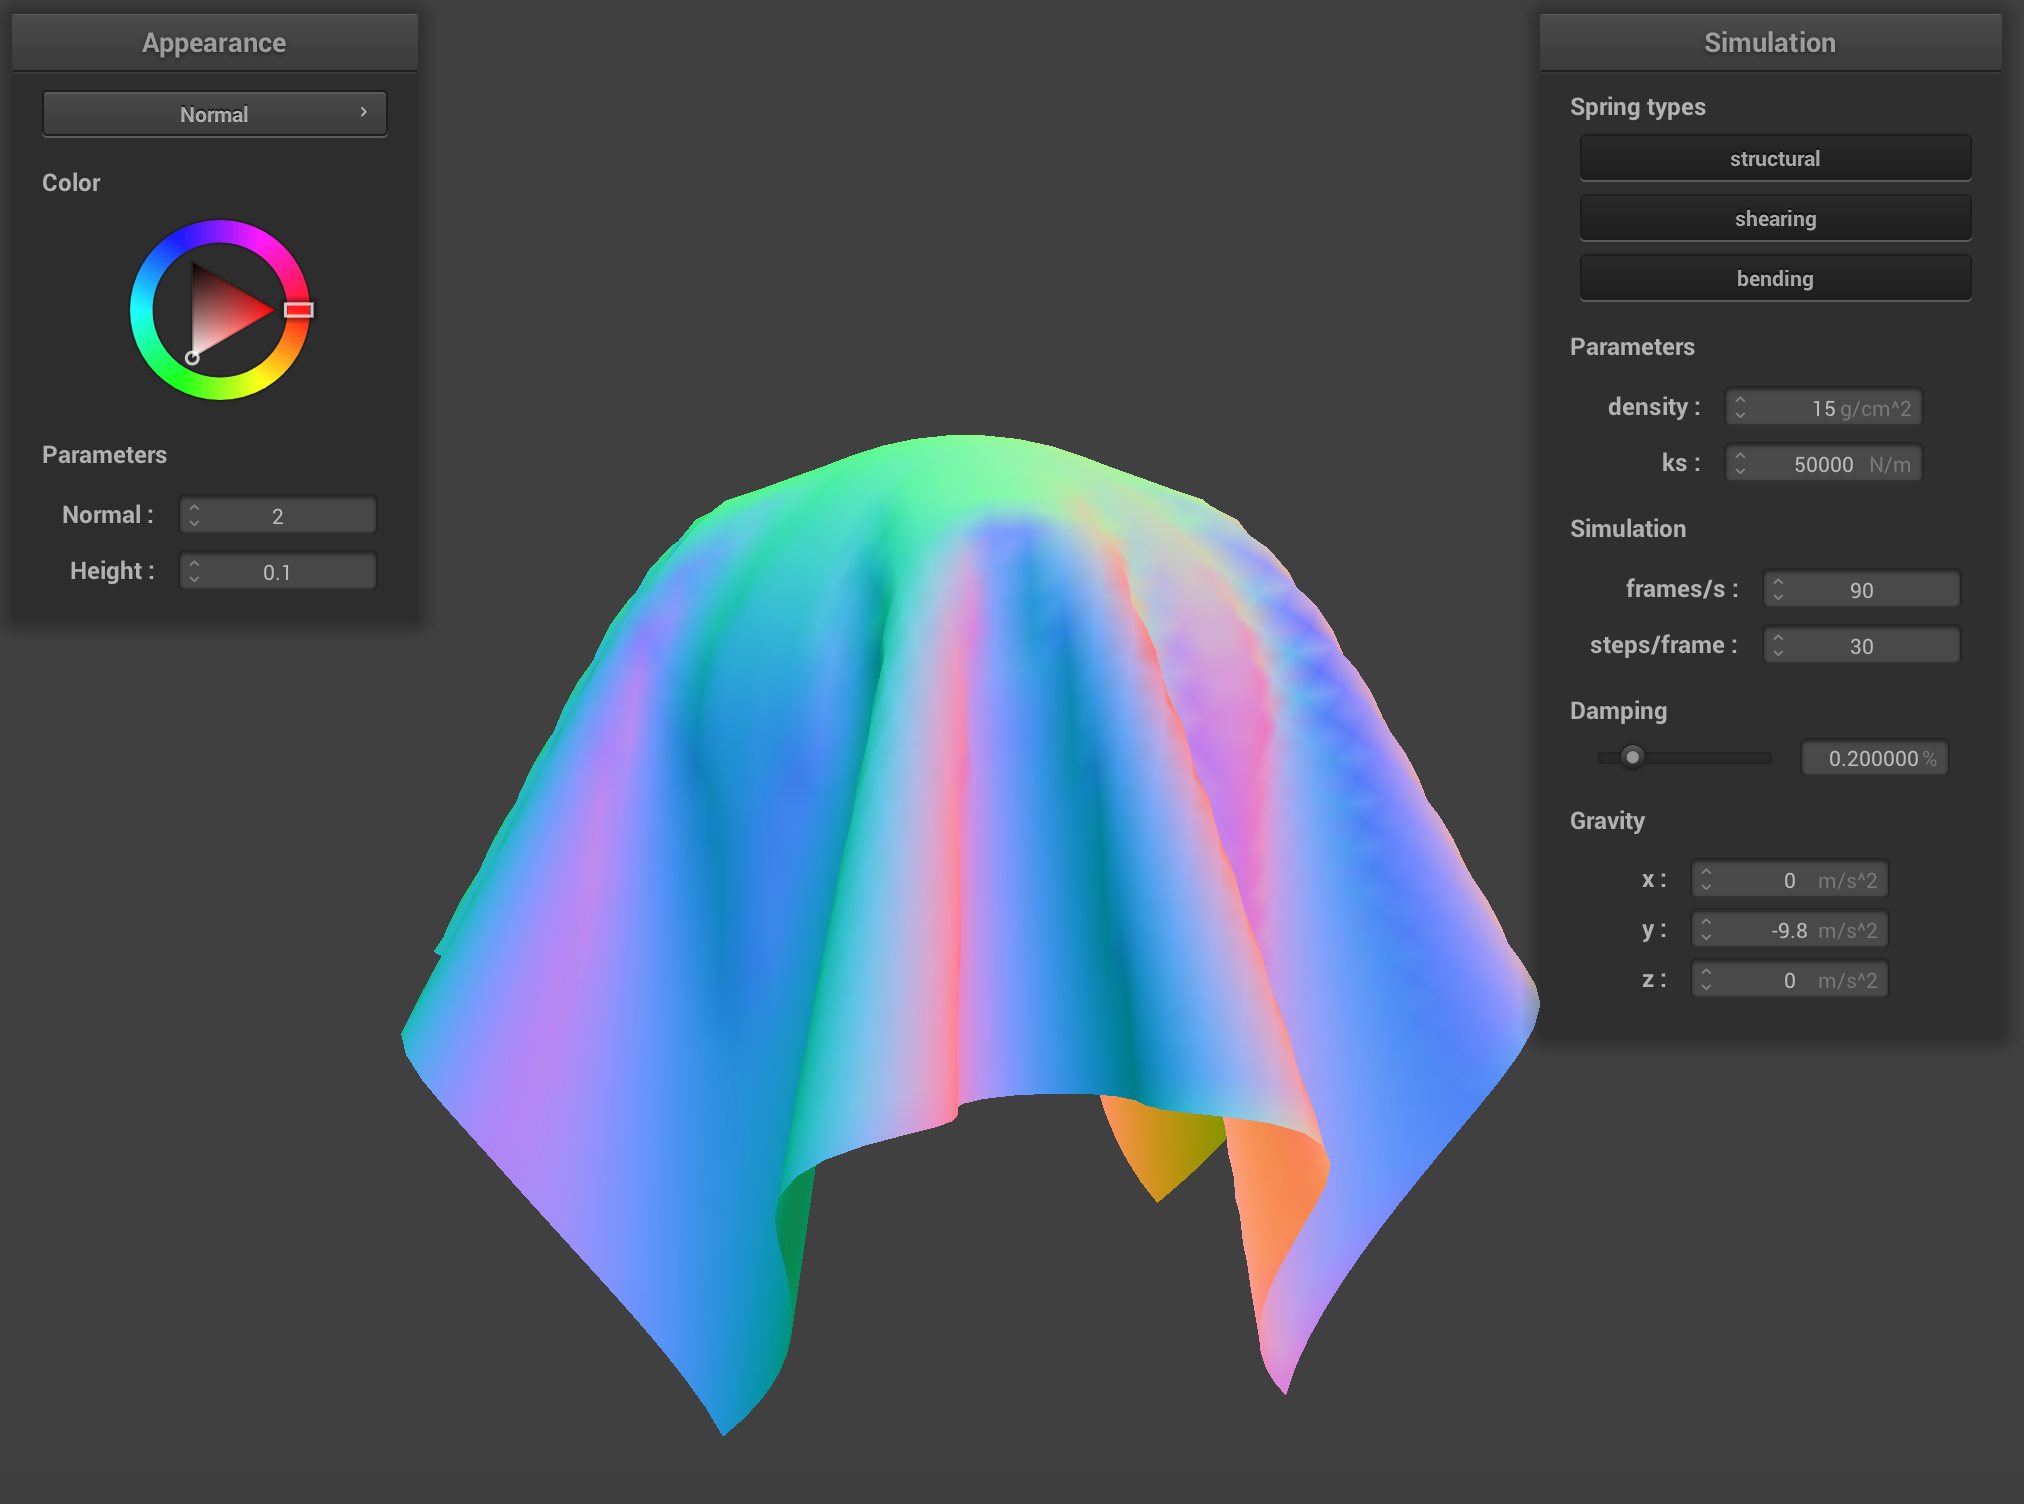 Appearance
Normal
Color
Parameters
Normal : 2
Height : 0.1
Simulation
Spring types
structural
shearing
bending
Parameters
density : 15 g/cm^2
ks : 50000 N/m
Simulation
frames/s : 90
steps/frame : 30
Damping
0.200000 %
Gravity
x : 0 m/s^2
y : -9.8 m/s^2
z : 0 m/s^2